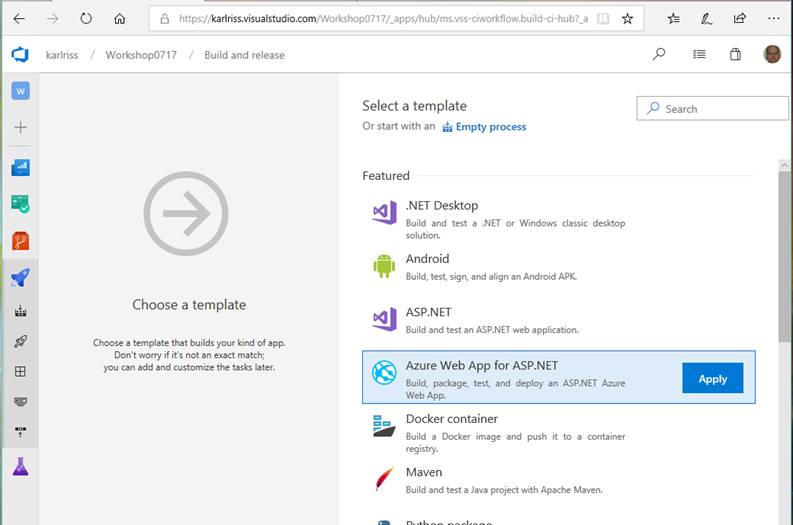 https://karlriss.visualstudio.com/Workshop0717/_apps/hub/ms.vss-ciworkflow.build-ci-hub?_a
karlriss / Workshop0717 / Build and release
W
Select a template
Or start with an Empty process
Search
Featured
.NET Desktop
Build and test a .NET or Windows classic desktop
solution.
Android
Build, test, sign, and align an Android APK.
ASP.NET
Build and test an ASP.NET web application.
Azure Web App for ASP.NET
Build, package, test, and deploy an ASP.NET Azure
Web App.
Apply
Docker container
Build a Docker image and push it to a container
registry.
Maven
Build and test a Java project with Apache Maven.
Python package
Choose a template
Choose a template that builds your kind of app.
Don't worry if it's not an exact match;
you can add and customize the tasks later.